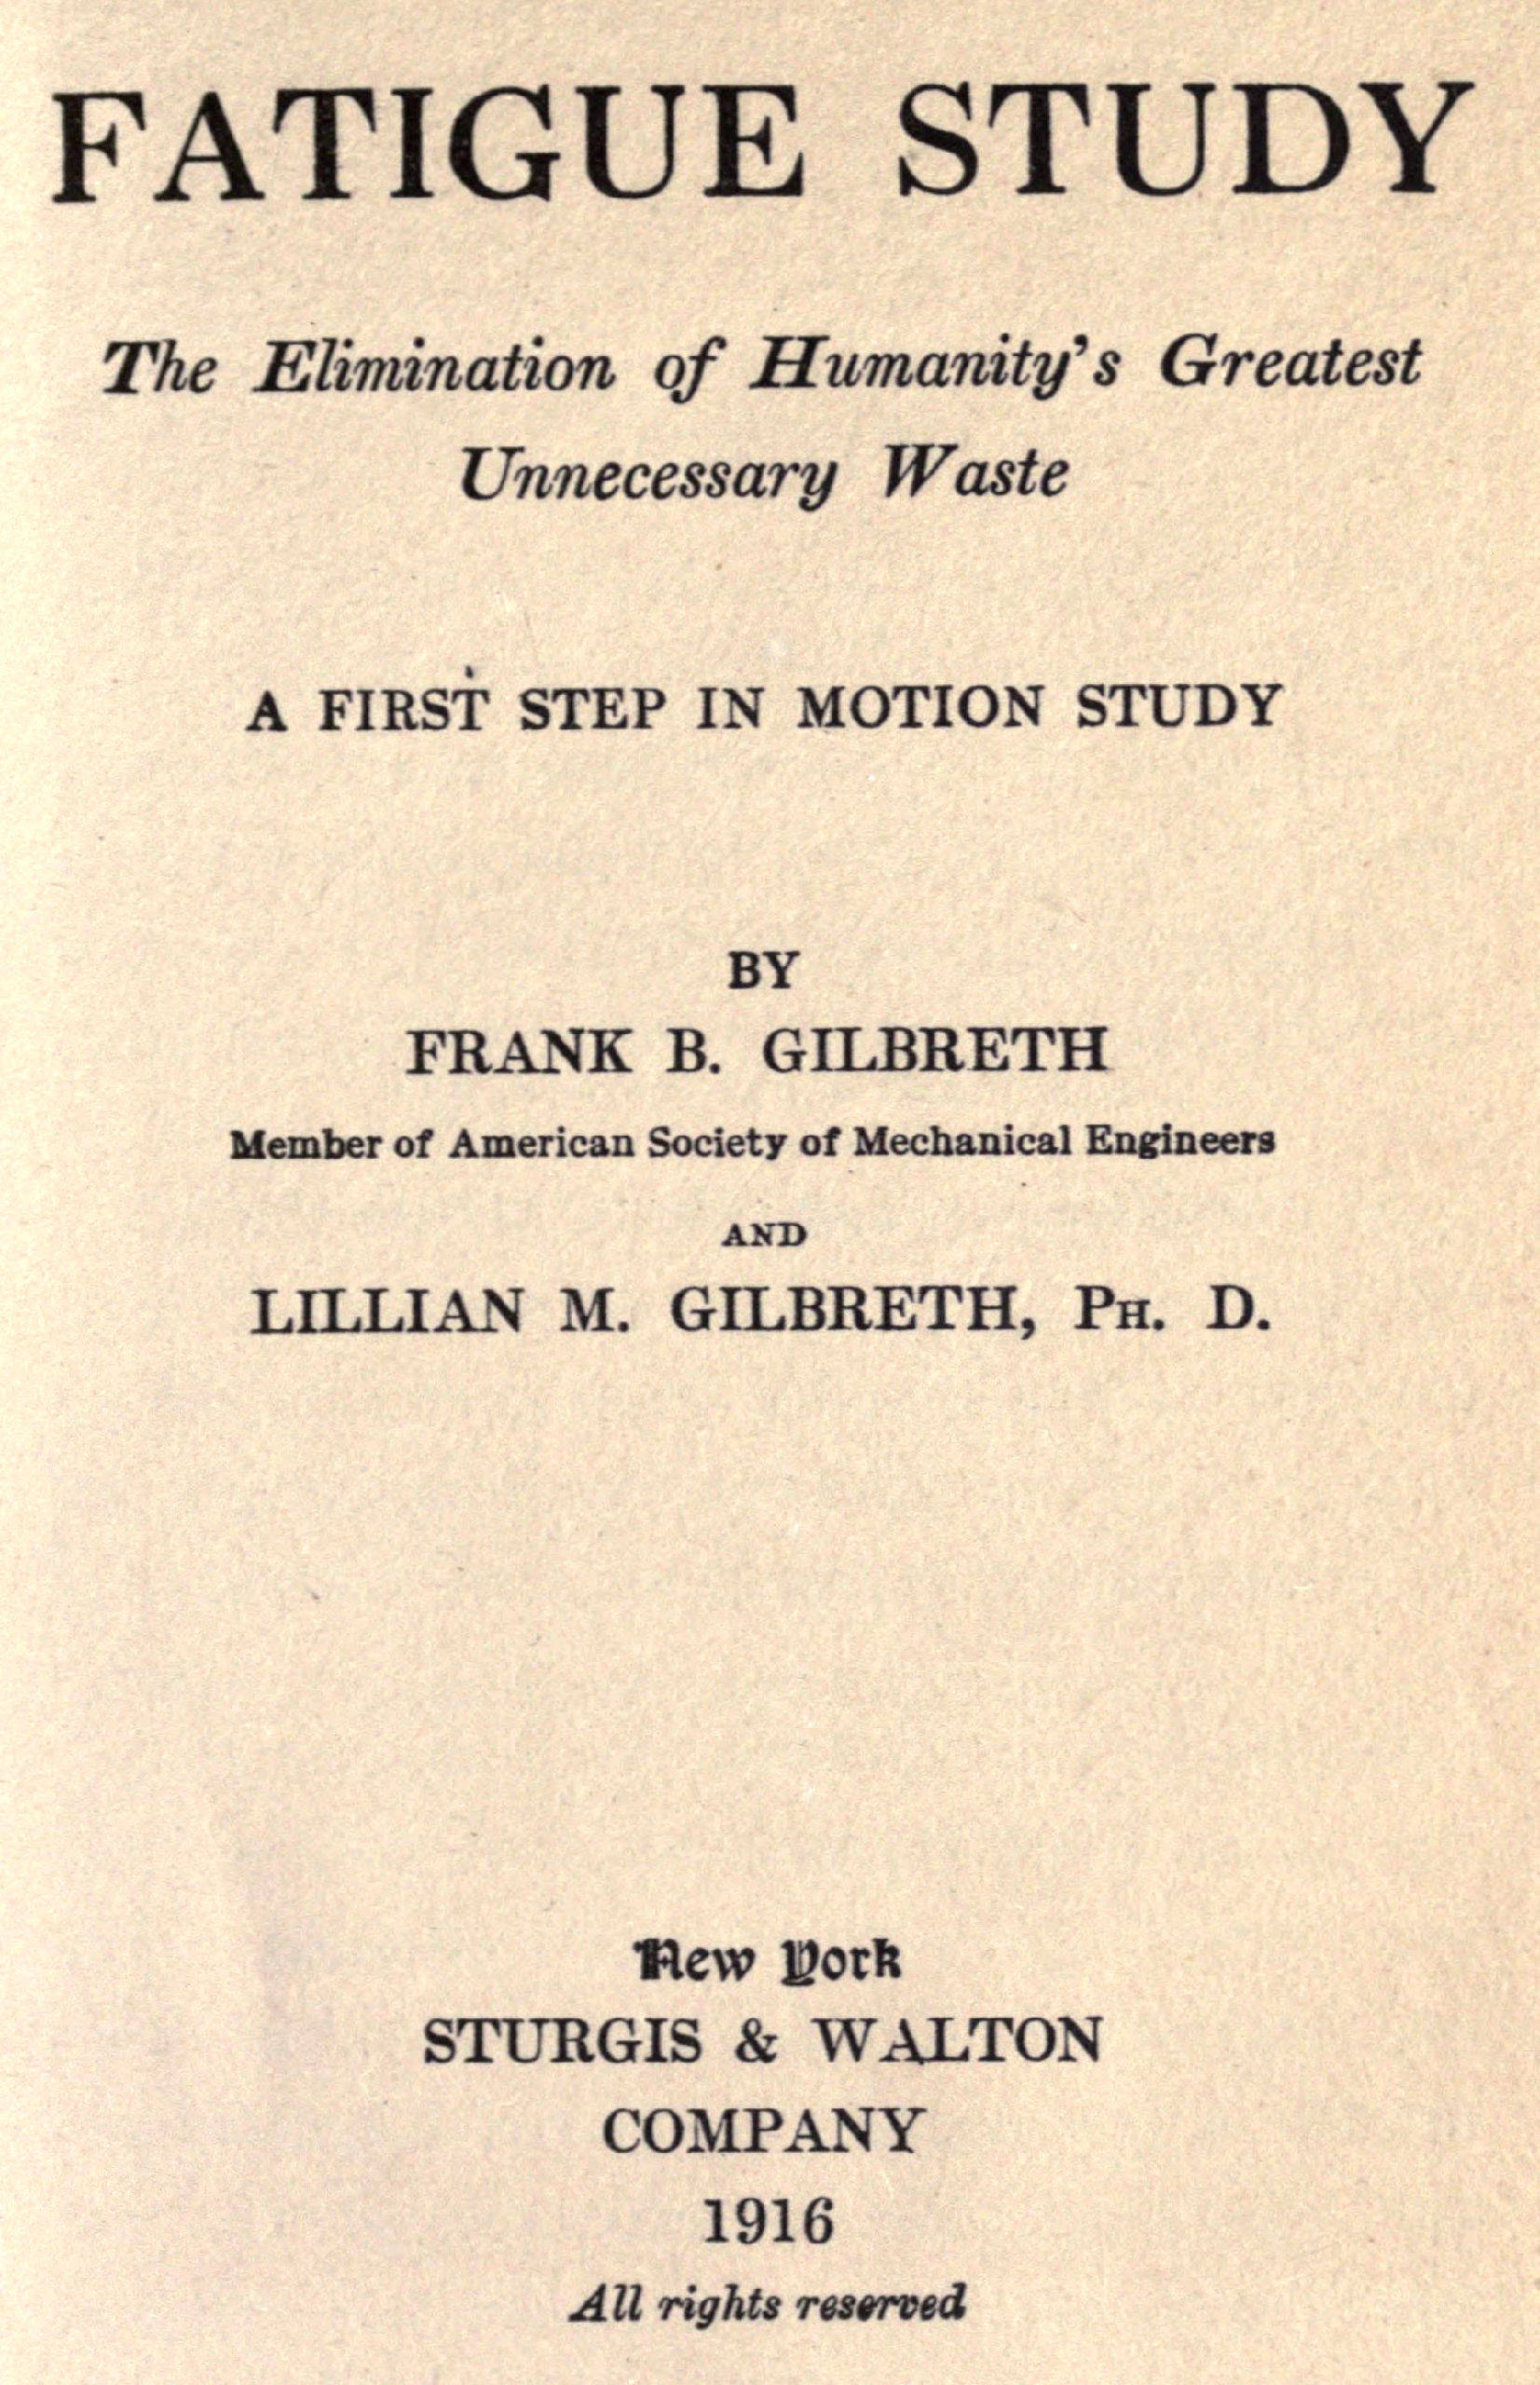 FATIGUE STUDY
The Elimination of Humanity's Greatest
Unnecessary Waste
A FIRST STEP IN MOTION STUDY
BY
FRANK B. GILBRETH
Member of American Society of Mechanical Engineers
AND
LILLIAN M. GILBRETH, PH. D.
New York
STURGIS & WALTON
COMPANY
1916
All rights reserved